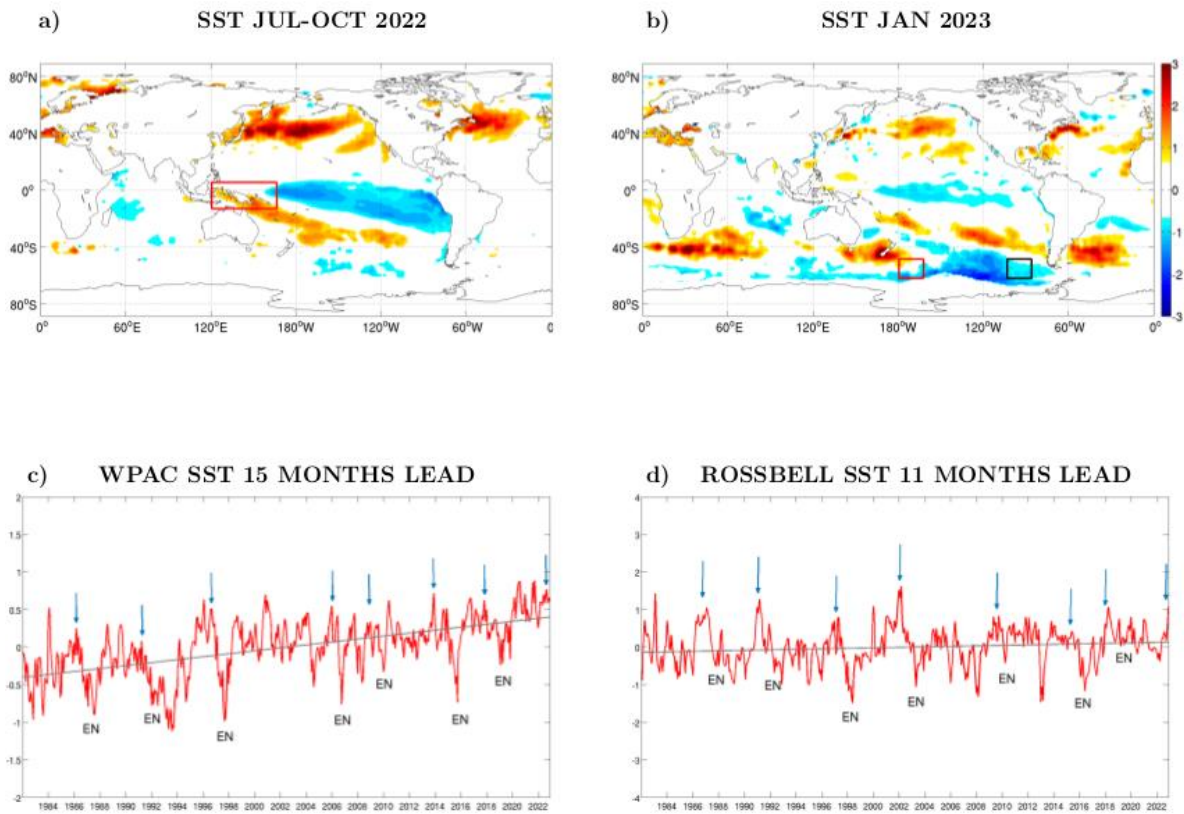 a) SST JUL-OCT 2022
b) SST JAN 2023
80°N
40°N
0°
40°S
80°S
0° 60°E 120°E 180°W 120°W 60°W 0°
80°N
40°N
0°
40°S
80°S
0° 60°E 120°E 180°W 120°W 60°W 0°
3
2
1
0
-1
-2
-3
c) WPAC SST 15 MONTHS LEAD
2
1.5
1
0.5
0
-0.5
-1
-1.5
-2
EN EN EN EN EN EN EN
1984 1986 1988 1990 1992 1994 1996 1998 2000 2002 2004 2006 2008 2010 2012 2014 2016 2018 2020 2022
d) ROSSBELL SST 11 MONTHS LEAD
4
3
2
1
0
-1
-2
-3
-4
EN EN EN EN EN EN EN
1984 1986 1988 1990 1992 1994 1996 1998 2000 2002 2004 2006 2008 2010 2012 2014 2016 2018 2020 2022